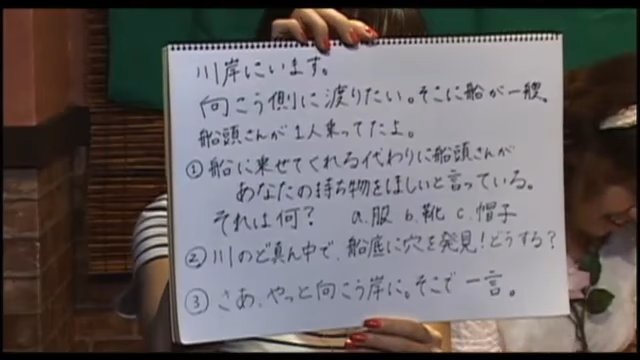 川岸にいます。
向こう側に渡りたい。そこに船が一艘。
船頭さんが1人乗ってたよ。
①船に乗せてくれる代わりに船頭さんが
あなたの持ち物をほしいと言っている。
それは何? a.服 b.靴 c.帽子
②川のど真ん中で、船底に穴を発見!どうする?
③さあ、やっと向こう岸に。そこで一言。